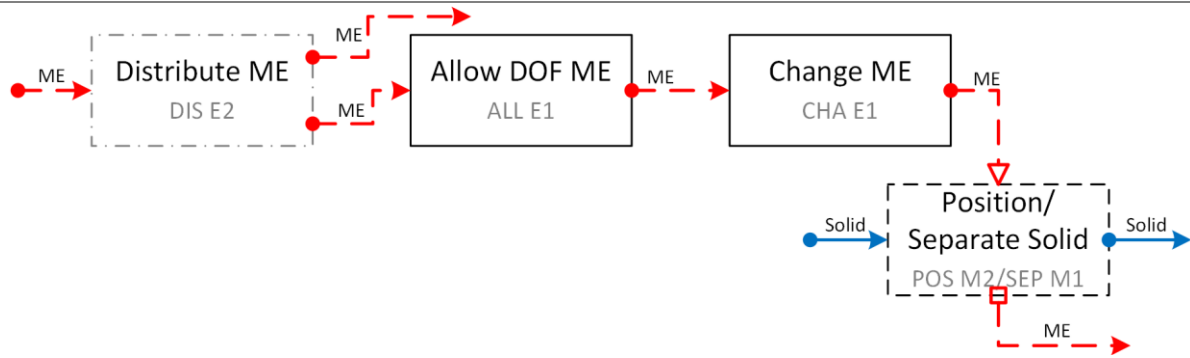 ME
ME
Distribute ME
DIS E2
ME
Allow DOF ME
ALL E1
ME
Change ME
CHA E1
ME
Solid
Position/
Separate Solid
POS M2/SEP M1
Solid
ME